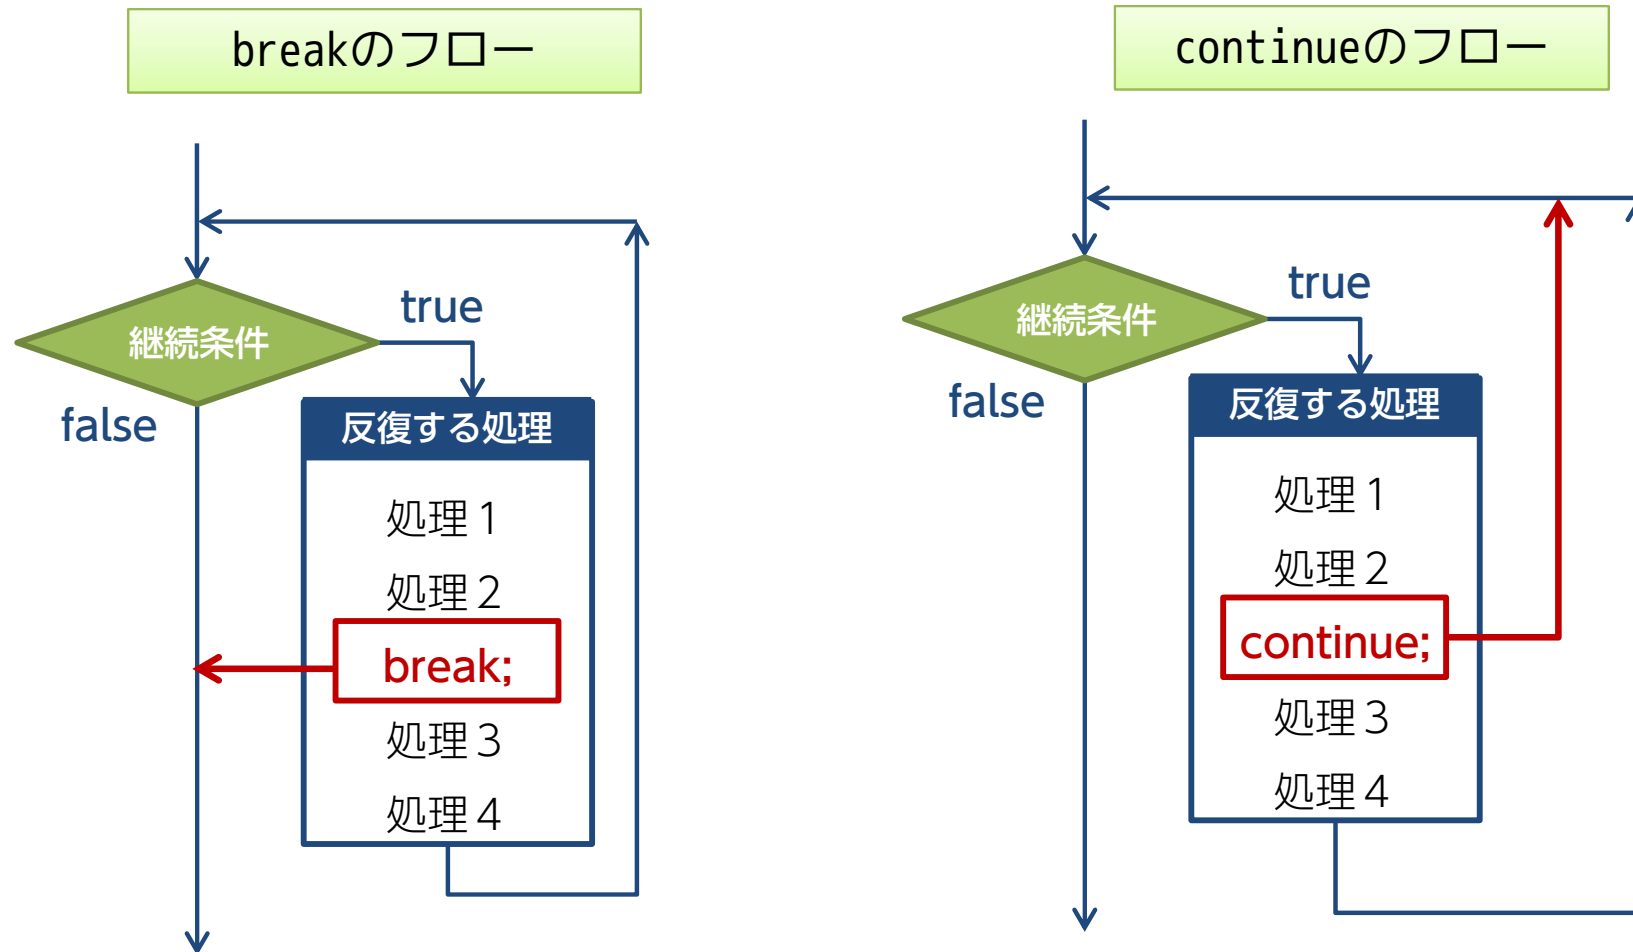 breakのフロー
継続条件
true
false
反復する処理
処理１
処理２
break;
処理３
処理４
continueのフロー
継続条件
true
false
反復する処理
処理１
処理２
continue;
処理３
処理４